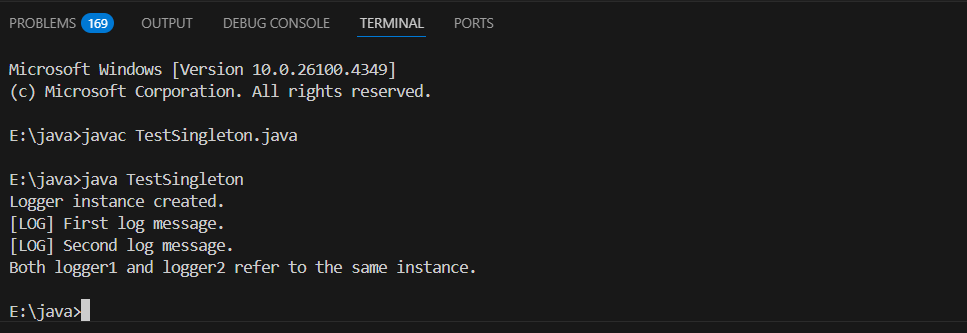 PROBLEMS 169 OUTPUT DEBUG CONSOLE TERMINAL PORTS
Microsoft Windows [Version 10.0.26100.4349]
(c) Microsoft Corporation. All rights reserved.
E:\java>javac TestSingleton.java
E:\java>java TestSingleton
Logger instance created.
[LOG] First log message.
[LOG] Second log message.
Both logger1 and logger2 refer to the same instance.
E:\java>